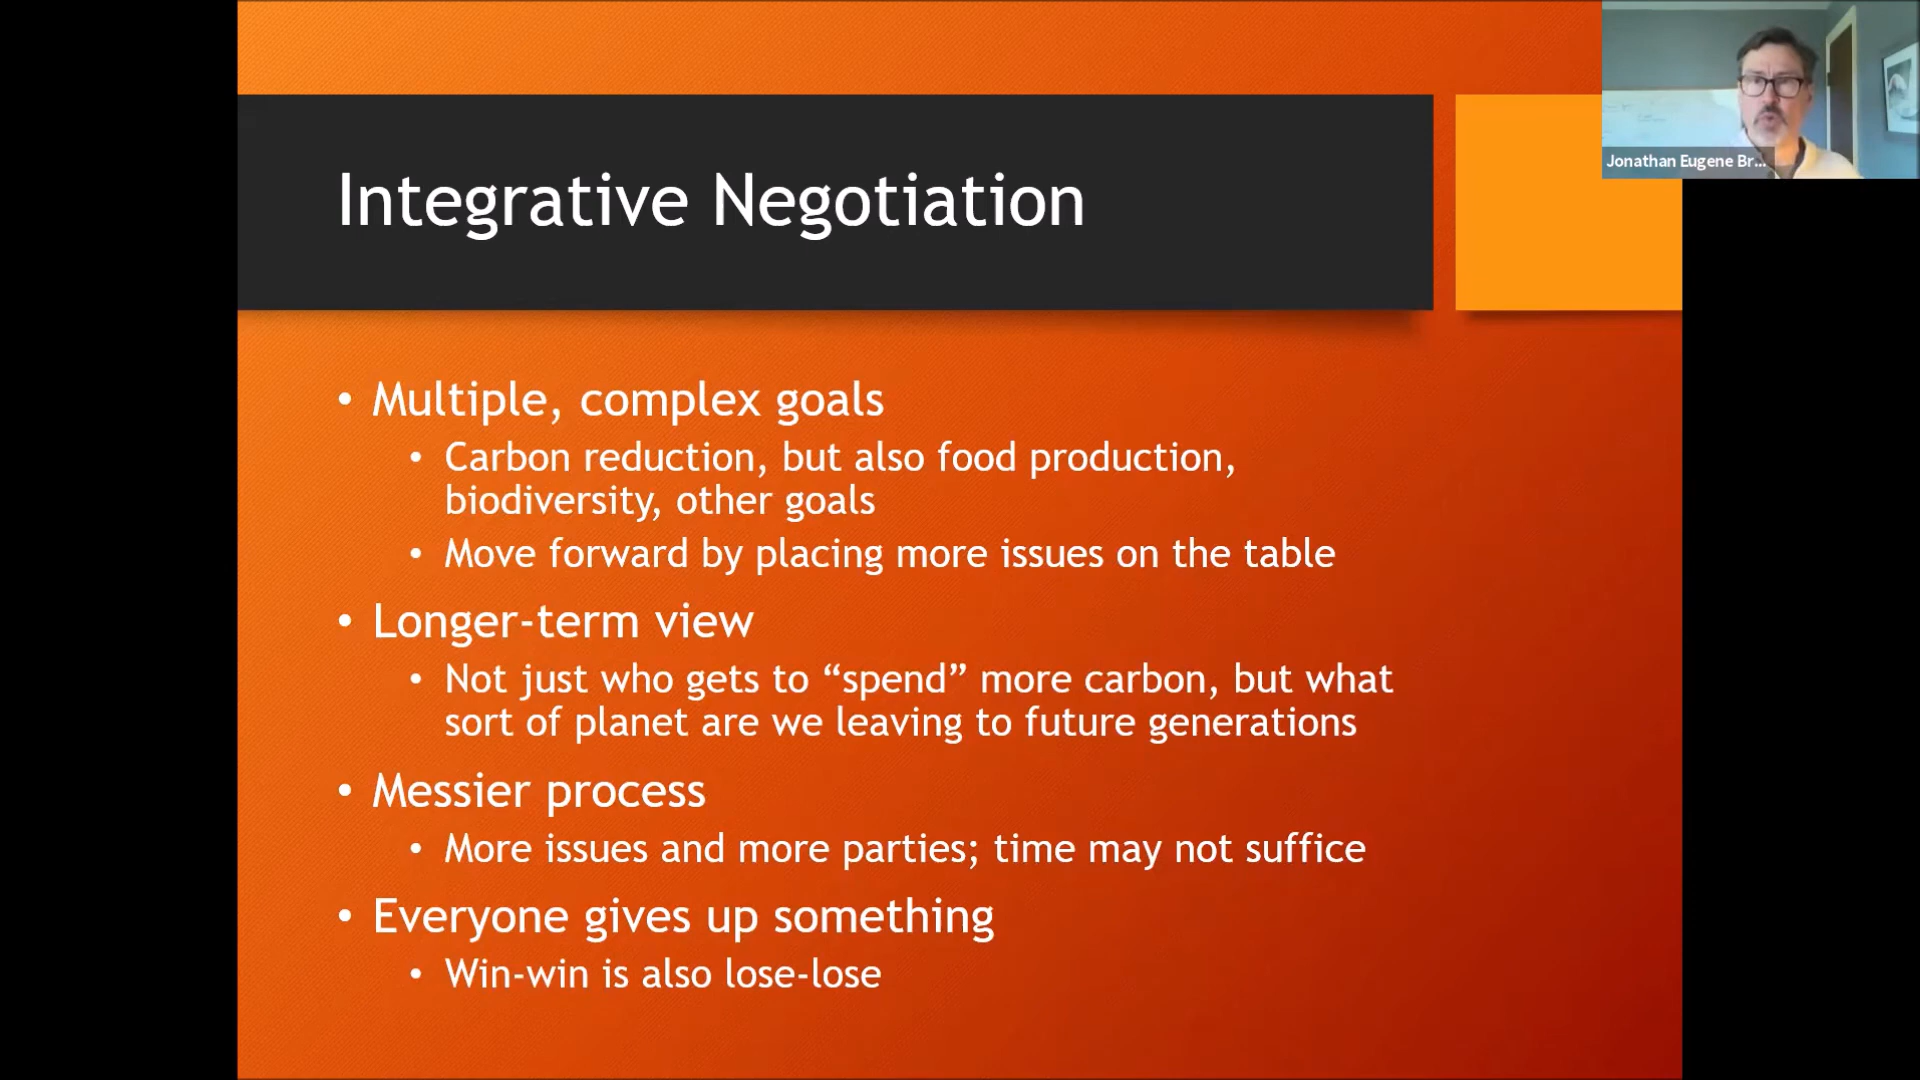 Jonathan Eugene Br...
Integrative Negotiation
• Multiple, complex goals
• Carbon reduction, but also food production,
biodiversity, other goals
• Move forward by placing more issues on the table
• Longer-term view
• Not just who gets to “spend” more carbon, but what
sort of planet are we leaving to future generations
• Messier process
• More issues and more parties; time may not suffice
• Everyone gives up something
• Win-win is also lose-lose